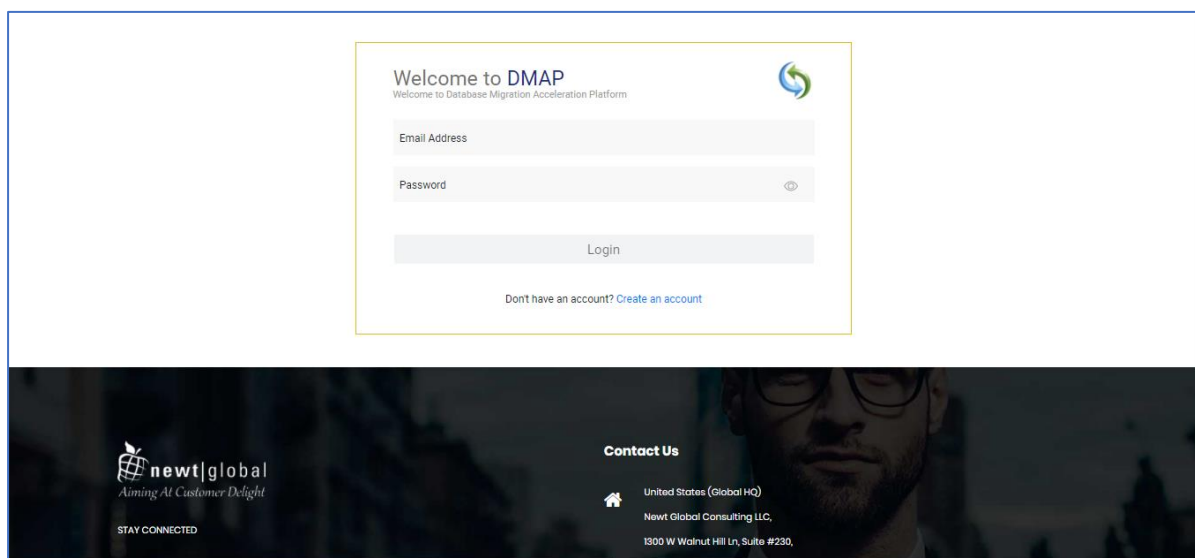 Welcome to DMAP
Welcome to Database Migration Acceleration Platform
Email Address
Password
Login
Don't have an account? Create an account
newt|global
Aiming At Customer Delight
STAY CONNECTED
Contact Us
United States (Global HQ)
Newt Global Consulting LLC,
1300 W Walnut Hill Ln, Suite #230,